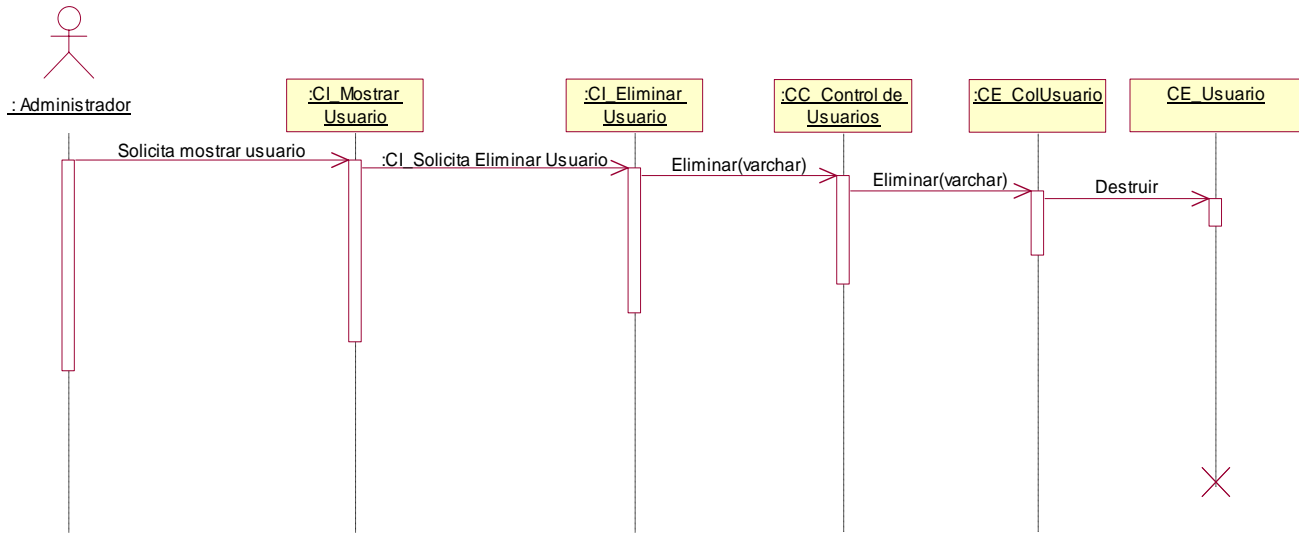 : Administrador
:CI_Mostrar
Usuario
:CI_Eliminar
Usuario
:CC_Control de
Usuarios
:CE_ColUsuario
CE_Usuario
Solicita mostrar usuario
:CI_Solicita Eliminar Usuario
Eliminar(varchar)
Eliminar(varchar)
Destruir